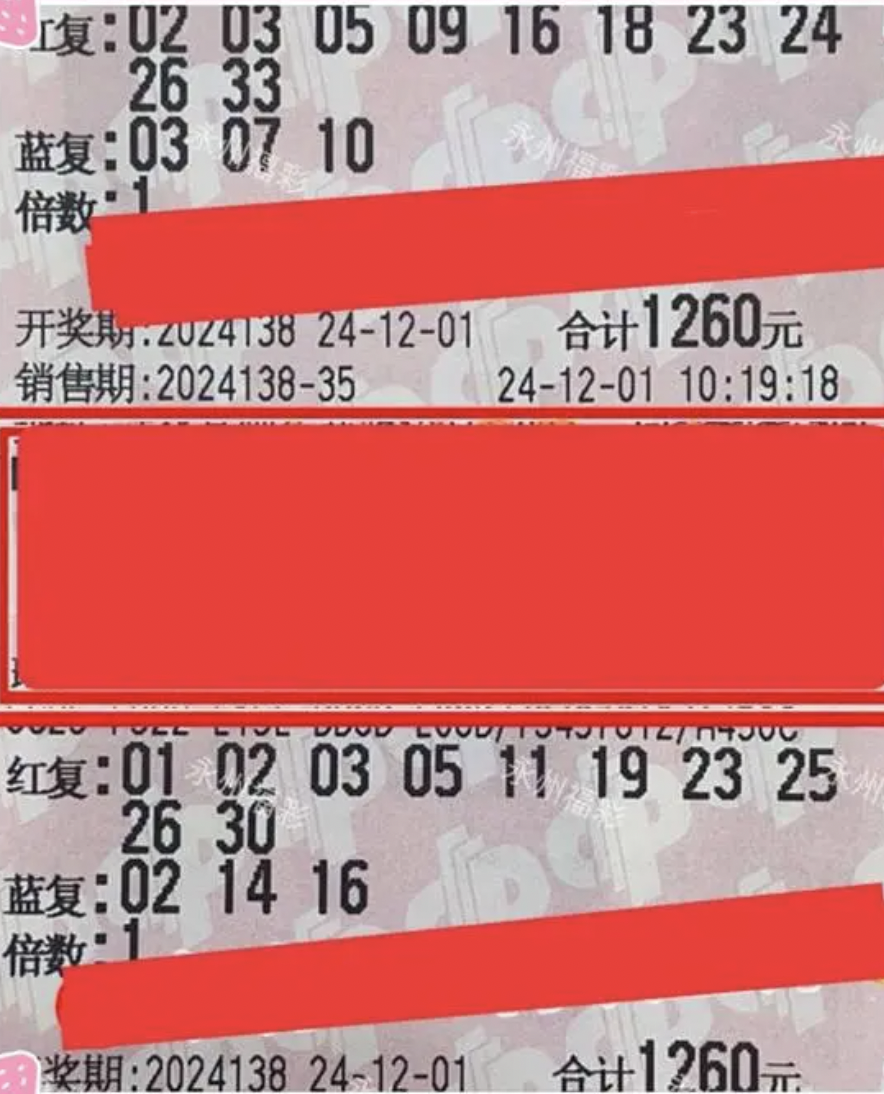 红复:02 03 05 09 16 18 23 24
26 33
蓝复:03 07 10
倍数:1
开奖期:2024138 24-12-01 合计1260元
销售期:2024138-35 24-12-01 10:19:18
红复:01 02 03 05 11 19 23 25
26 30
蓝复:02 14 16
倍数:1
奖期:2024138 24-12-01 合计1260元
永州福彩